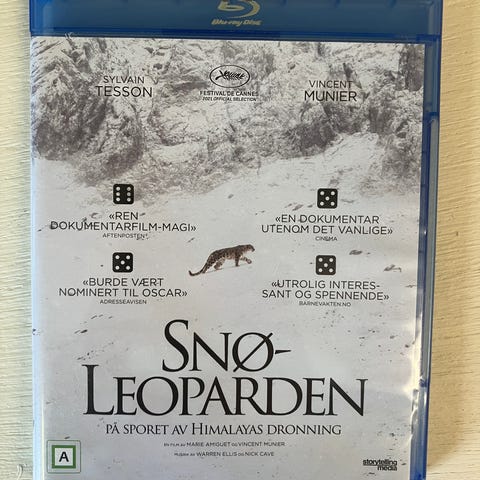 Blu-ray Disc
SYLVAIN
TESSON
FESTIVAL DE CANNES
2021 OFFICIAL SELECTION
VINCENT
MUNIER
«REN
DOKUMENTARFILM-MAGI»
AFTENPOSTEN
«EN DOKUMENTAR
UTENOM DET VANLIGE»
CINEMA
«BURDE VÆRT
NOMINERT TIL OSCAR»
ADRESSEAVISEN
«UTROLIG INTERES-
SANT OG SPENNENDE»
BARNEVAKTEN.NO
SNØ-
LEOPARDEN
PÅ SPORET AV HIMALAYAS DRONNING
EN FILM AV MARIE AMIGUET OG VINCENT MUNIER
MUSIKK AV WARREN ELLIS OG NICK CAVE
A
storytelling
media